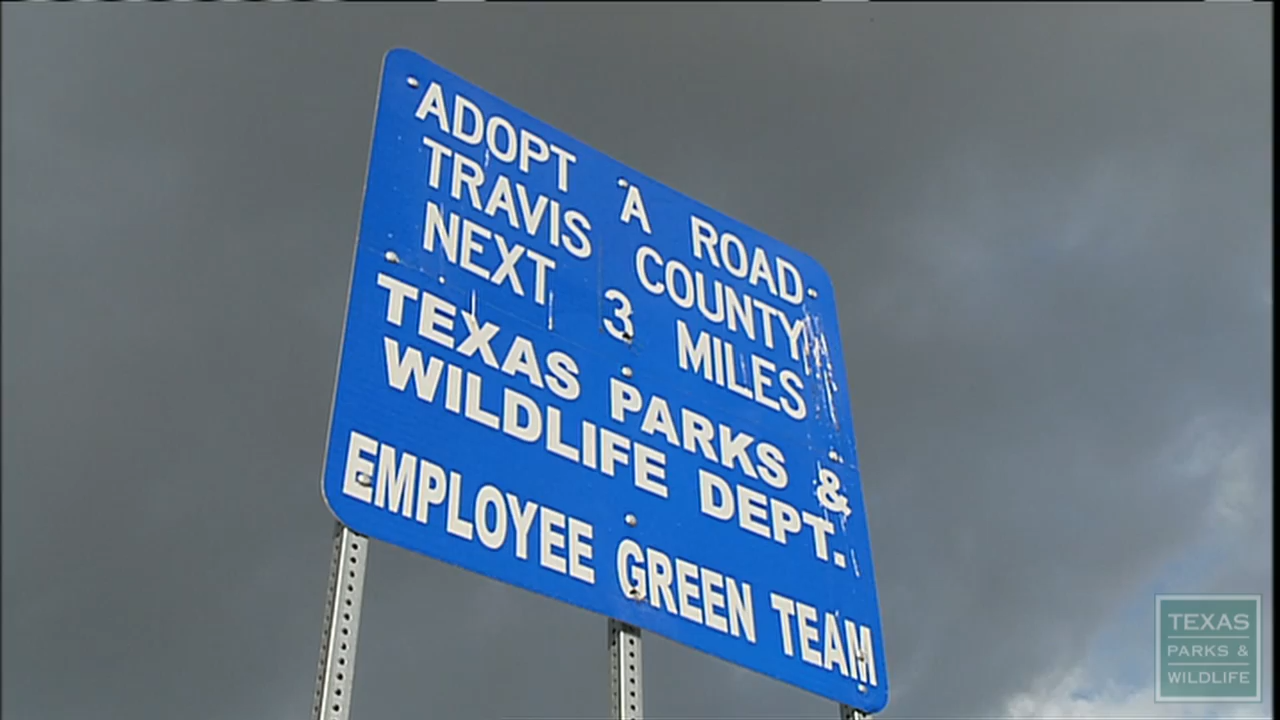 ADOPT A ROAD
TRAVIS COUNTY
NEXT 3 MILES
TEXAS PARKS &
WILDLIFE DEPT.
EMPLOYEE GREEN TEAM
TEXAS
PARKS &
WILDLIFE